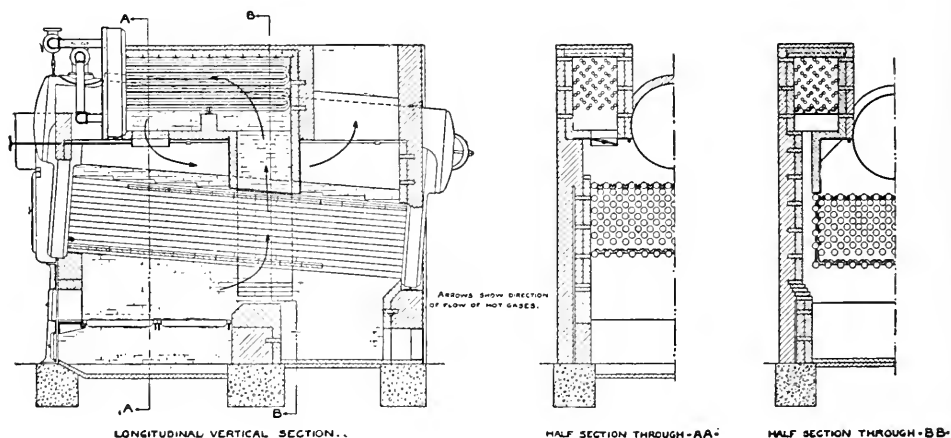 A
B
ARROWS SHOW DIRECTION
OF FLOW OF HOT GASES.
A
B
LONGITUDINAL VERTICAL SECTION..
HALF SECTION THROUGH-AA-
HALF SECTION THROUGH-BB-